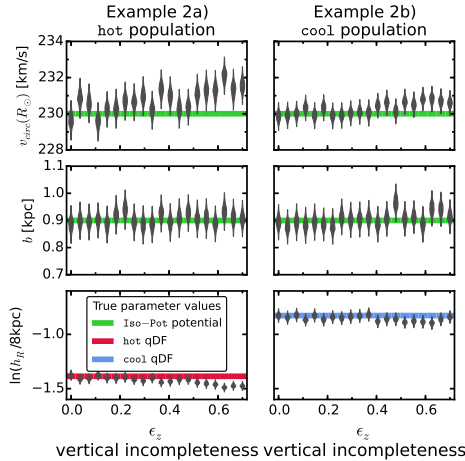 Example 2a)
hot population
Example 2b)
cool population
v_circ(R_⊙) [km/s]
234
232
230
228
b [kpc]
1.1
1.0
0.9
0.8
0.7
ln(h_R/8kpc)
−1.0
−1.5
True parameter values
Iso−Pot potential
hot qDF
cool qDF
0.0 0.2 0.4 0.6
0.0 0.2 0.4 0.6
ϵ_z
vertical incompleteness
ϵ_z
vertical incompleteness